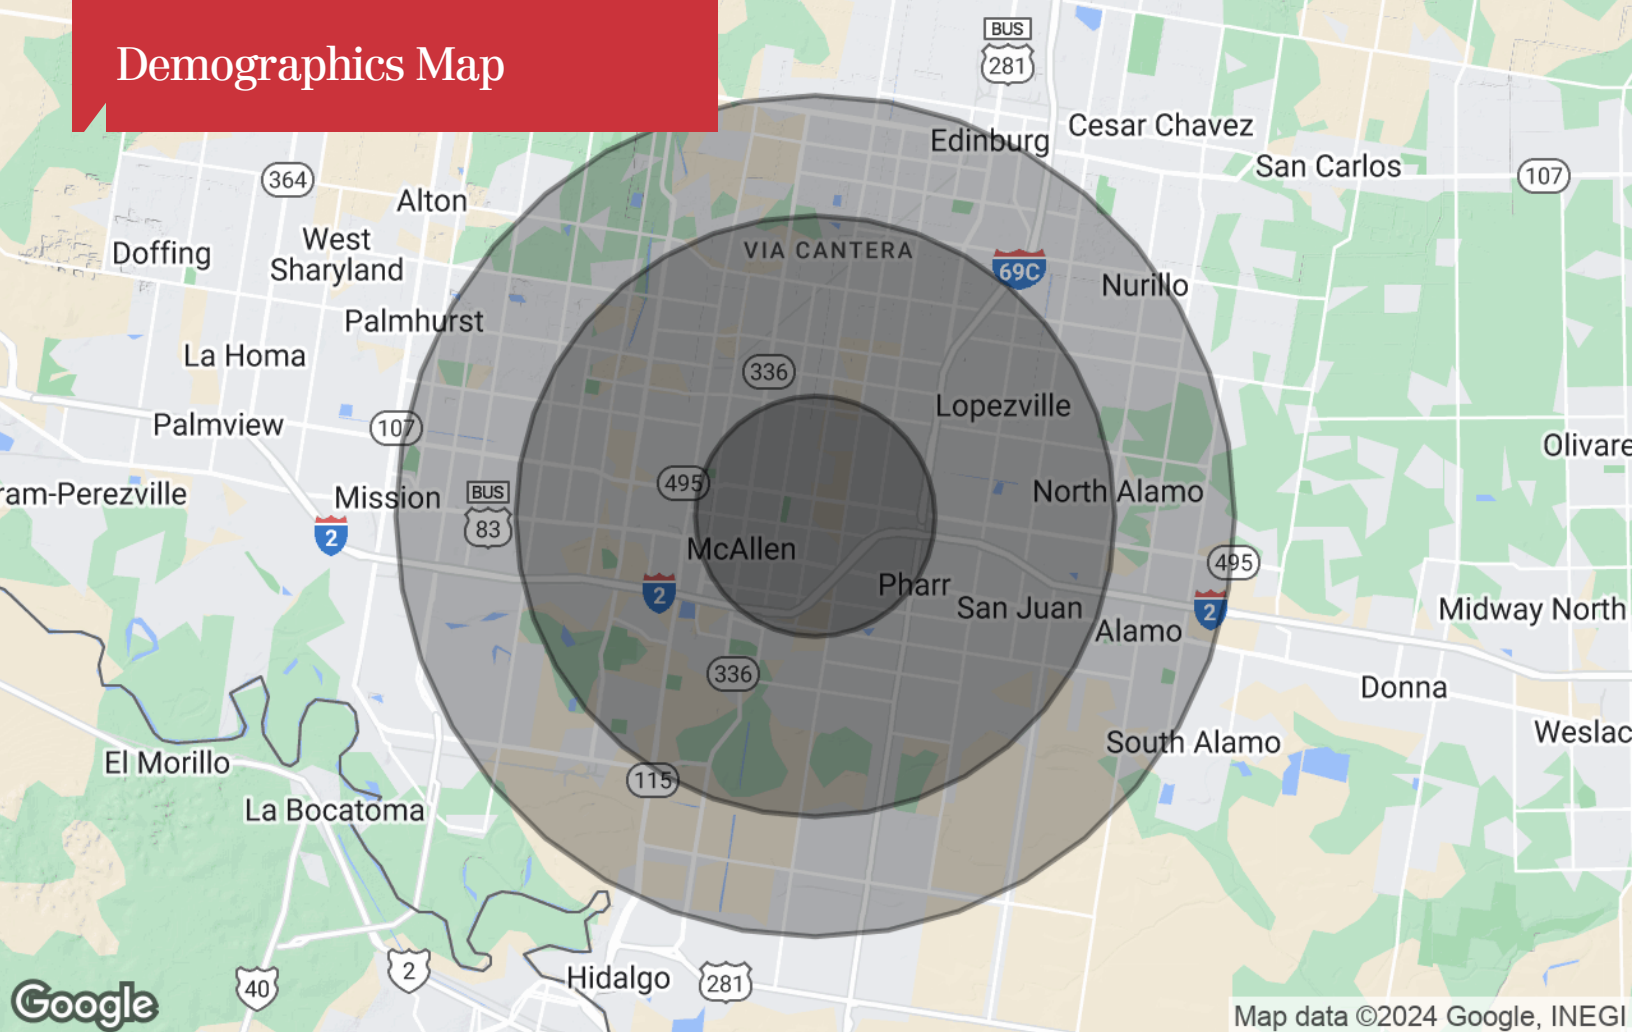 Demographics Map
BUS
281
Edinburg
Cesar Chavez
San Carlos
107
364
Alton
Doffing
West
Sharyland
VIA CANTERA
69C
Nurillo
Palmhurst
La Homa
336
Lopezville
Palmview
107
Olivare
ram-Perezville
Mission
BUS
83
495
North Alamo
2
McAllen
495
2
Pharr
San Juan
2
Midway North
Alamo
336
Donna
South Alamo
Weslac
El Morillo
115
La Bocatoma
2
40
Hidalgo
281
Google
Map data ©2024 Google, INEGI